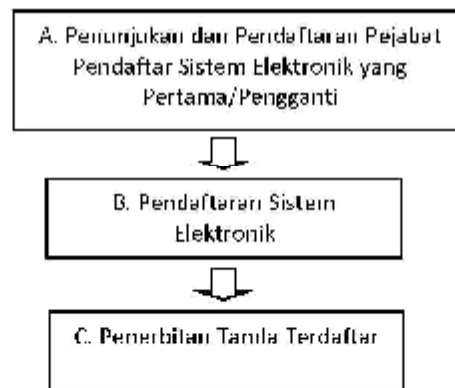 A. Penunjukan dan Pendaftaran Pejabat
Pendaftar Sistem Elektronik yang
Pertama/Pengganti
B. Pendaftaran Sistem
Elektronik
C. Penerbitan Tanda Terdaftar